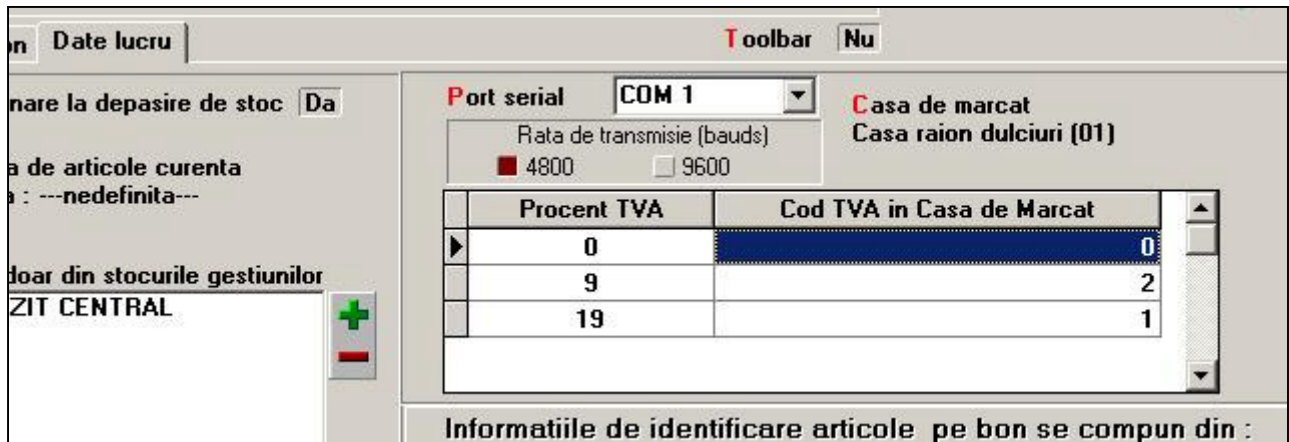 on Date lucru
Toolbar Nu
nare la depasire de stoc Da
a de articole curenta
a : ---nedefinita---
doar din stocurile gestiunilor
ZIT CENTRAL
Port serial COM 1
Rata de transmisie (bauds)
4800 9600
Casa de marcat
Casa raion dulciuri (01)
Procent TVA Cod TVA in Casa de Marcat
0 0
9 2
19 1
Informatiile de identificare articole pe bon se compun din :